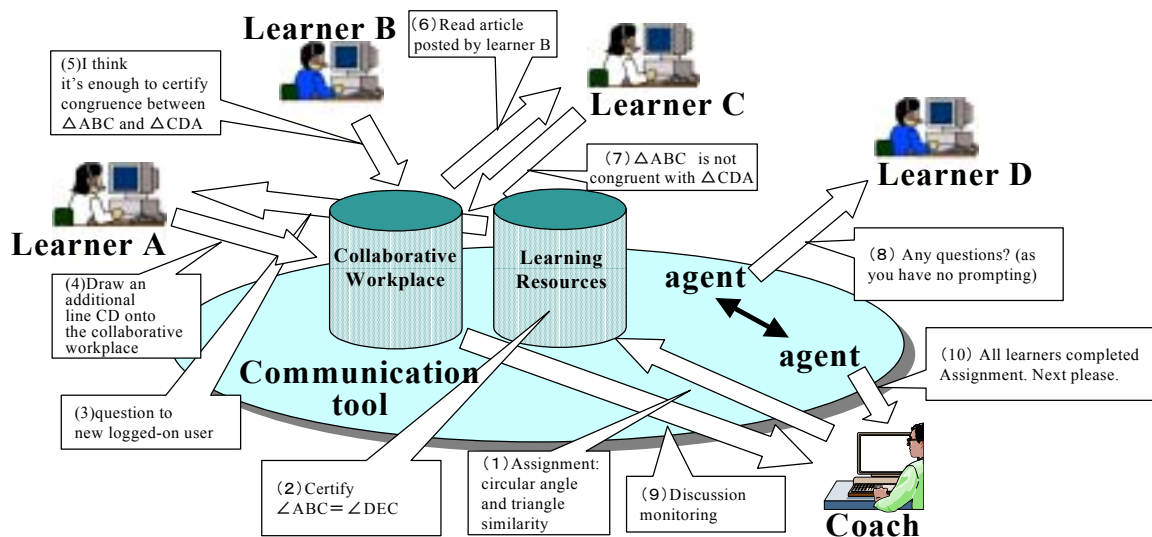 Learner B
(5)I think
it's enough to certify
congruence between
△ABC and △CDA
(6) Read article
posted by learner B
Learner C
(7) △ABC is not
congruent with △CDA
Learner D
Learner A
Collaborative
Workplace
Learning
Resources
agent
agent
(8) Any questions? (as
you have no prompting)
(4)Draw an
additional
line CD onto
the collaborative
workplace
(10) All learners completed
Assignment. Next please.
Communication
tool
(3)question to
new logged-on user
(2) Certify
∠ABC=∠DEC
(1) Assignment:
circular angle
and triangle
similarity
(9) Discussion
monitoring
Coach